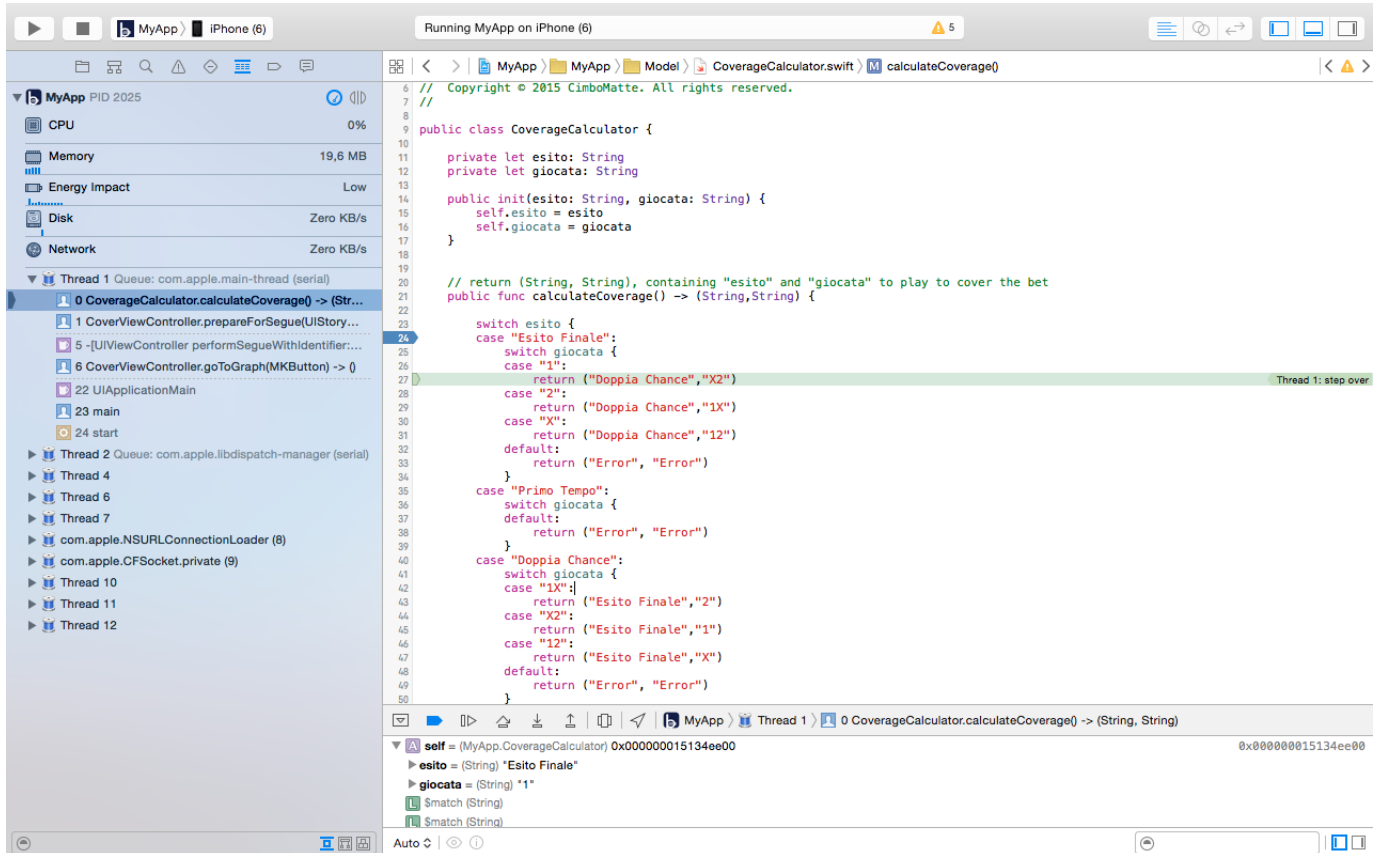 MyApp iPhone (6)
Running MyApp on iPhone (6)
5
MyApp MyApp Model CoverageCalculator.swift M calculateCoverage()
MyApp PID 2025
CPU 0%
Memory 19,6 MB
Energy Impact Low
Disk Zero KB/s
Network Zero KB/s
Thread 1 Queue: com.apple.main-thread (serial)
0 CoverageCalculator.calculateCoverage() -> (Str...
1 CoverViewController.prepareForSegue(UIStory...
5 -[UIViewController performSegueWithIdentifier:...
6 CoverViewController.goToGraph(MKButton) -> ()
22 UIApplicationMain
23 main
24 start
Thread 2 Queue: com.apple.libdispatch-manager (serial)
Thread 4
Thread 6
Thread 7
com.apple.NSURLConnectionLoader (8)
com.apple.CFSocket.private (9)
Thread 10
Thread 11
Thread 12
6 // Copyright © 2015 CimboMatte. All rights reserved.
7 //
8
9 public class CoverageCalculator {
10
11 private let esito: String
12 private let giocata: String
13
14 public init(esito: String, giocata: String) {
15 self.esito = esito
16 self.giocata = giocata
17 }
18
19
20 // return (String, String), containing "esito" and "giocata" to play to cover the bet
21 public func calculateCoverage() -> (String,String) {
22
23 switch esito {
24 case "Esito Finale":
25 switch giocata {
26 case "1":
27 return ("Doppia Chance","X2") Thread 1: step over
28 case "2":
29 return ("Doppia Chance","1X")
30 case "X":
31 return ("Doppia Chance","12")
32 default:
33 return ("Error", "Error")
34 }
35 case "Primo Tempo":
36 switch giocata {
37 default:
38 return ("Error", "Error")
39 }
40 case "Doppia Chance":
41 switch giocata {
42 case "1X":
43 return ("Esito Finale","2")
44 case "X2":
45 return ("Esito Finale","1")
46 case "12":
47 return ("Esito Finale","X")
48 default:
49 return ("Error", "Error")
50 }
MyApp Thread 1 0 CoverageCalculator.calculateCoverage() -> (String, String)
A self = (MyApp.CoverageCalculator) 0x000000015134ee00 0x000000015134ee00
esito = (String) "Esito Finale"
giocata = (String) "1"
L $match (String)
L $match (String)
Auto